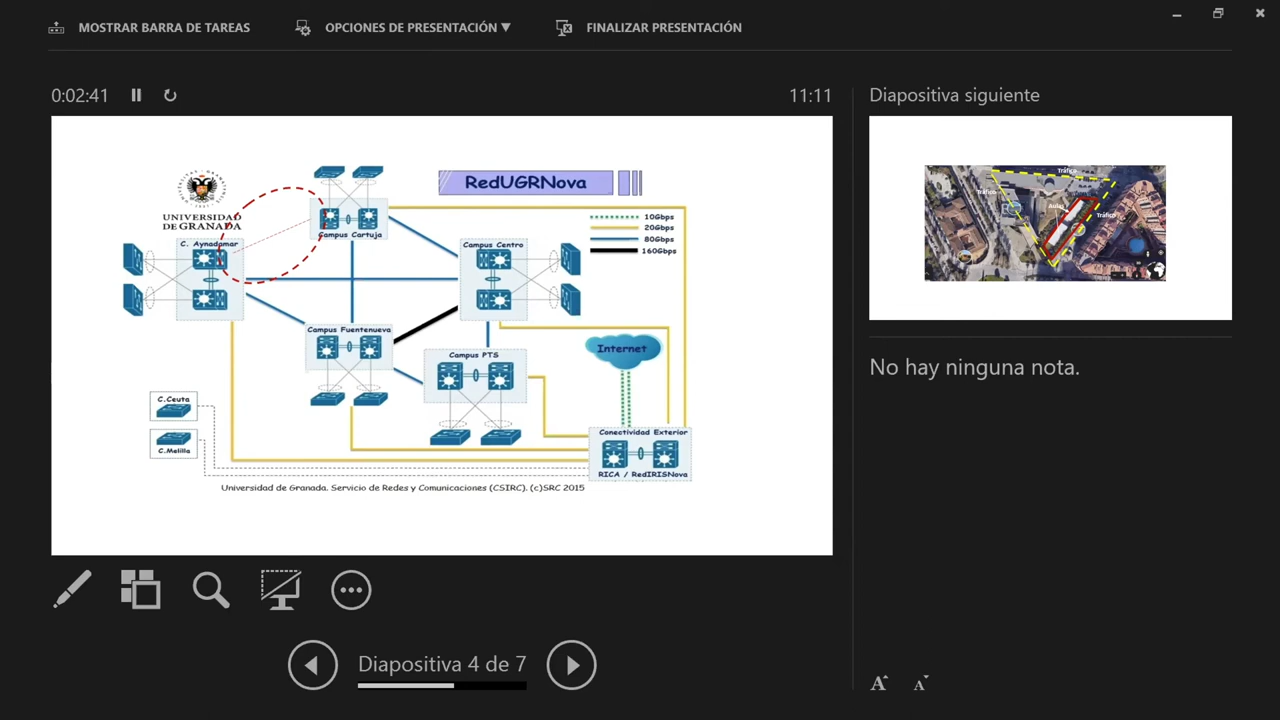 MOSTRAR BARRA DE TAREAS
OPCIONES DE PRESENTACIÓN ▼
FINALIZAR PRESENTACIÓN
0:02:41
11:11
Diapositiva siguiente
RedUGRNova
UNIVERSIDAD
DE GRANADA
10Gbps
20Gbps
80Gbps
160Gbps
Campus Cartuja
C. Aynadamar
Campus Centro
Campus Fuentenueva
Campus PTS
Internet
C.Ceuta
C.Melilla
Conectividad Exterior
RICA / RedIRISNova
Universidad de Granada. Servicio de Redes y Comunicaciones (CSIRC). (c)SRC 2015
Tráfico
Tráfico
Aulas
Tráfico
No hay ninguna nota.
Diapositiva 4 de 7
A A